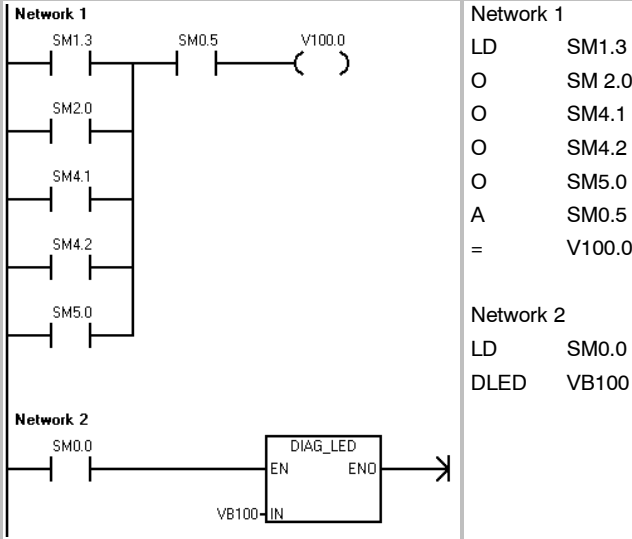 Network 1
SM1.3 SM0.5 V100.0
SM2.0
SM4.1
SM4.2
SM5.0
Network 2
SM0.0
DIAG_LED
EN ENO
VB100 IN
Network 1
LD SM1.3
O SM 2.0
O SM4.1
O SM4.2
O SM5.0
A SM0.5
= V100.0
Network 2
LD SM0.0
DLED VB100